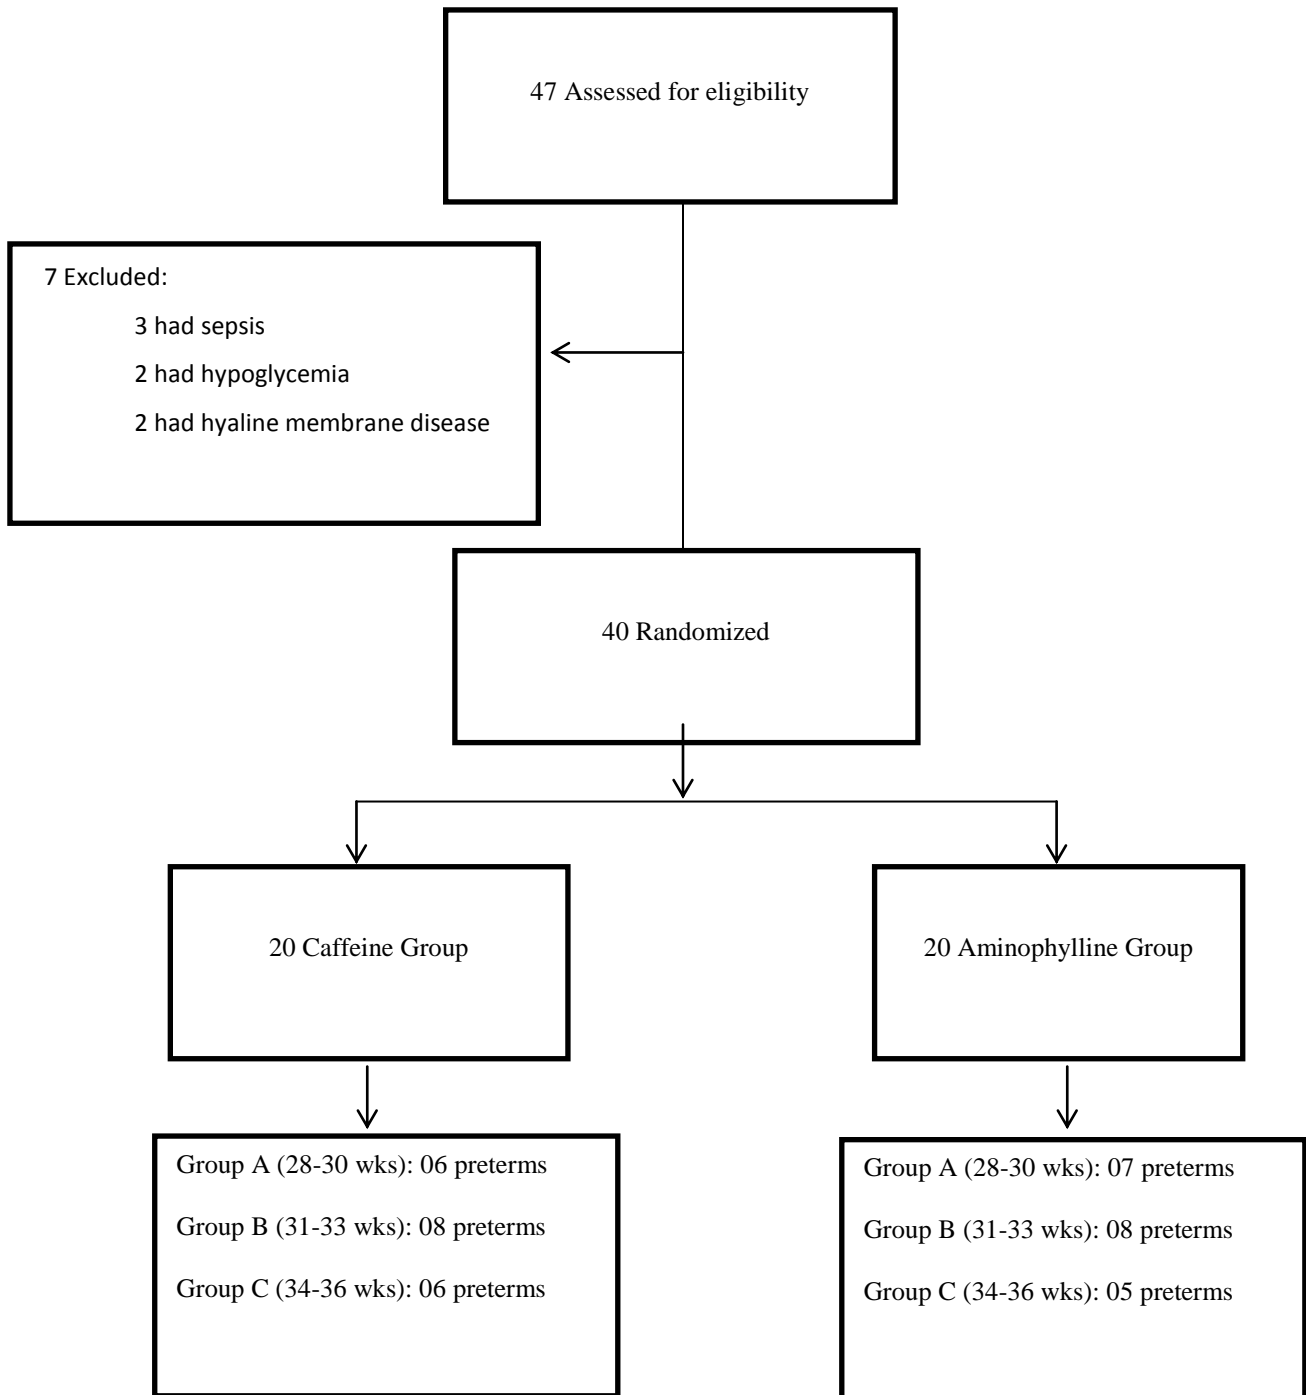 47 Assessed for eligibility
7 Excluded:
3 had sepsis
2 had hypoglycemia
2 had hyaline membrane disease
40 Randomized
20 Caffeine Group
20 Aminophylline Group
Group A (28-30 wks): 06 preterms
Group B (31-33 wks): 08 preterms
Group C (34-36 wks): 06 preterms
Group A (28-30 wks): 07 preterms
Group B (31-33 wks): 08 preterms
Group C (34-36 wks): 05 preterms